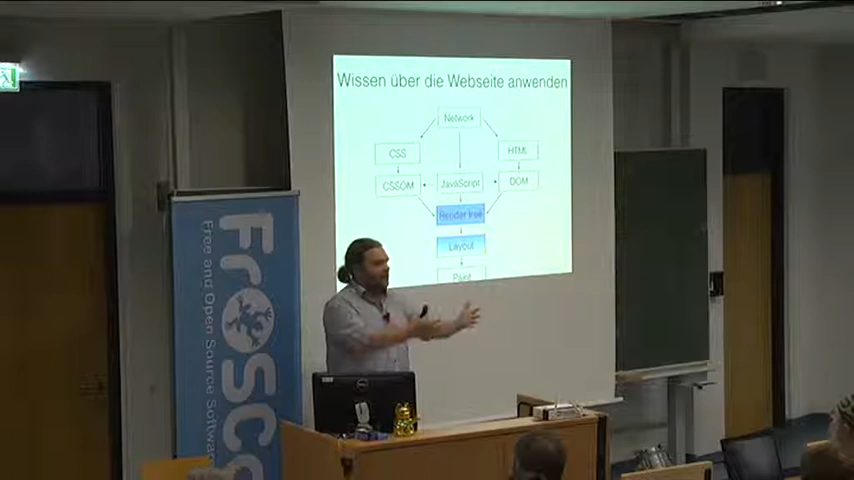 Wissen über die Webseite anwenden
Network
CSS
HTML
CSSOM
JavaScript
DOM
Render tree
Layout
Paint
FrOSCo
Free and Open Source Software
DELL